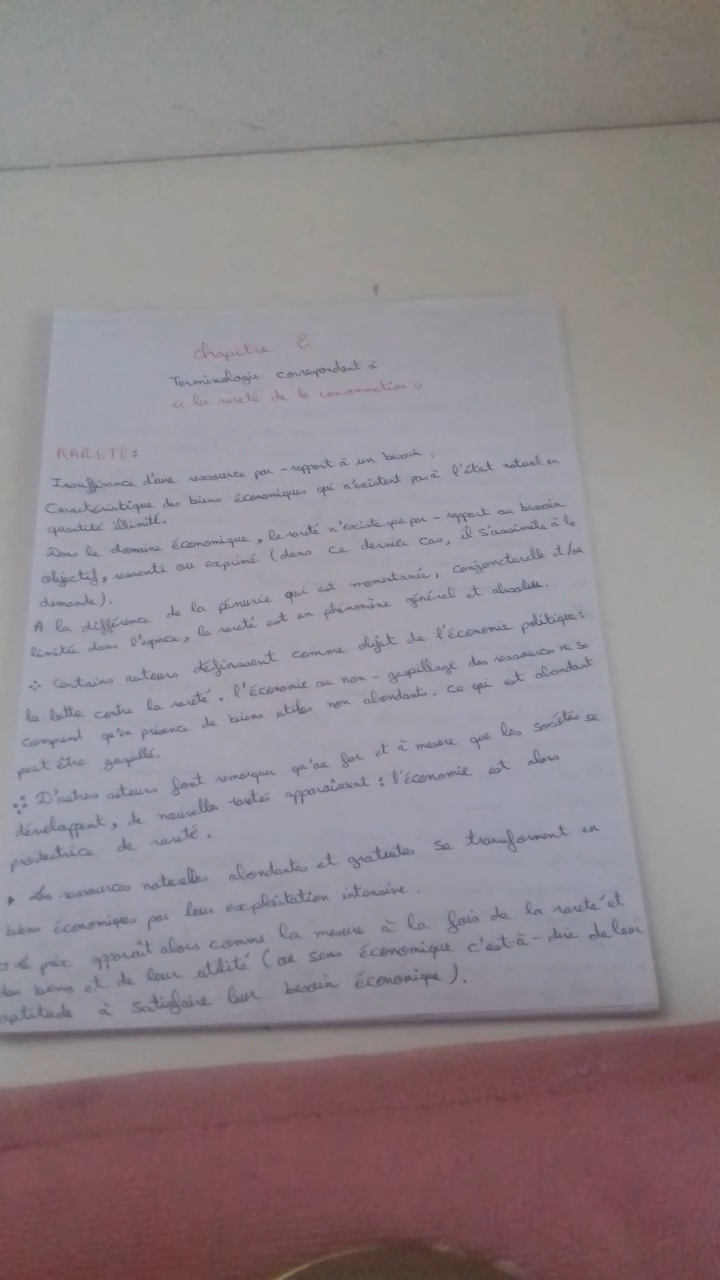 Chapitre 2
Terminologie correspondant à
« la rareté de la consommation »
RARETÉ :
Insuffisance d'une ressource par-rapport à un besoin.
Caractéristique des biens économiques qui n'existent pas à l'état naturel en
quantité illimité.
Dans le domaine économique, la rareté n'existe que par-rapport au besoin
objectif, ressenti ou exprimé (dans ce dernier cas, il s'assimile à la
demande).
A la différence de la pénurie qui est momentanée, conjoncturelle et/ou
limitée dans l'espace, la rareté est un phénomène général et absolue.
∴ Certains auteurs définissent comme objet de l'économie politique :
la lutte contre la rareté. l'économie ou non-gaspillage des ressources ne se
comprend qu'en présence de biens utiles non abondants. Ce qui est abondant
peut être gaspillé.
D'autres auteurs font remarquer qu'au fur et à mesure que les sociétés se
développent, de nouvelles raretés apparaissent : l'économie est alors
productrice de rareté.
Les ressources naturelles abondantes et gratuites se transforment en
biens économiques par leur exploitation intensive.
Le prix apparaît alors comme la mesure à la fois de la rareté et
des biens et de leur utilité (au sens économique c'est-à-dire de leur
aptitude à satisfaire leur besoin économique).